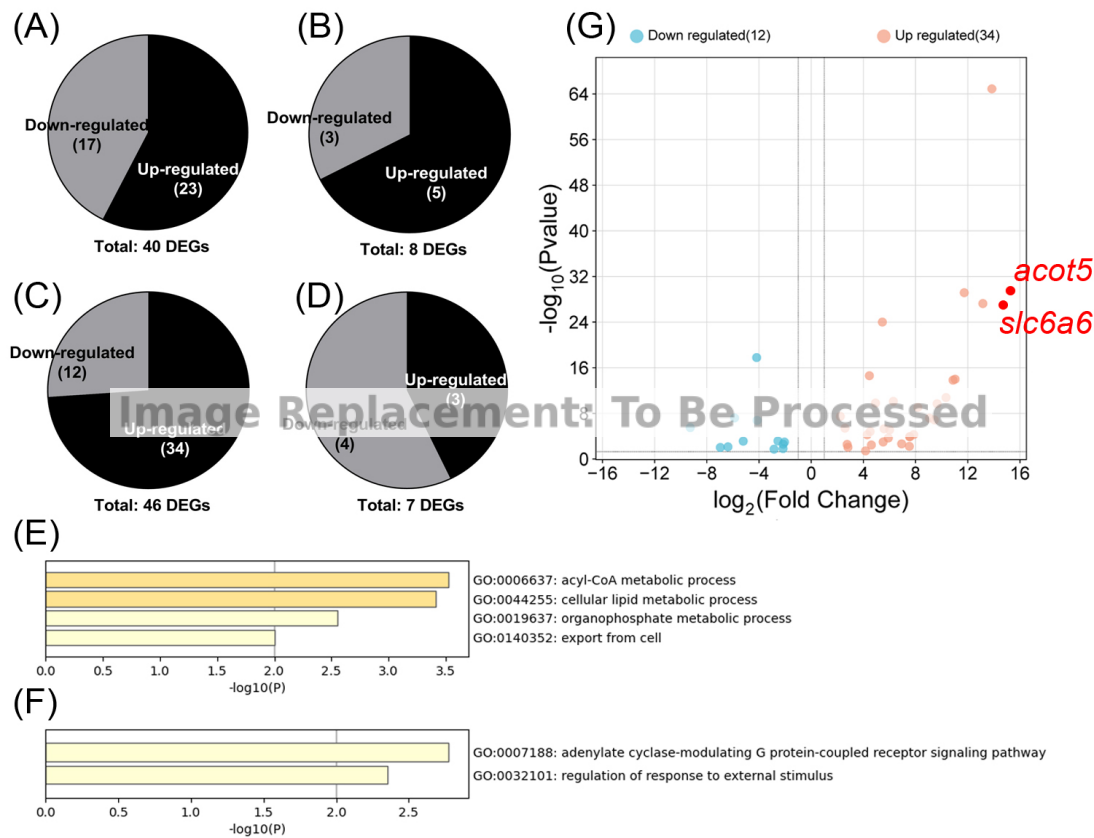 (A)
Down-regulated
(17)
Up-regulated
(23)
Total: 40 DEGs
(B)
Down-regulated
(3)
Up-regulated
(5)
Total: 8 DEGs
(C)
Down-regulated
(12)
Up-regulated
(34)
Total: 46 DEGs
(D)
Up-regulated
(3)
Down-regulated
(4)
Total: 7 DEGs
(G)
Down regulated(12)
Up regulated(34)
-log10(Pvalue)
64
56
48
40
32
24
16
8
0
acot5
slc6a6
−16 −12 −8 −4 0 4 8 12 16
log2(Fold Change)
Image Replacement: To Be Processed
(E)
GO:0006637: acyl-CoA metabolic process
GO:0044255: cellular lipid metabolic process
GO:0019637: organophosphate metabolic process
GO:0140352: export from cell
0.0 0.5 1.0 1.5 2.0 2.5 3.0 3.5
-log10(P)
(F)
GO:0007188: adenylate cyclase-modulating G protein-coupled receptor signaling pathway
GO:0032101: regulation of response to external stimulus
0.0 0.5 1.0 1.5 2.0 2.5
-log10(P)